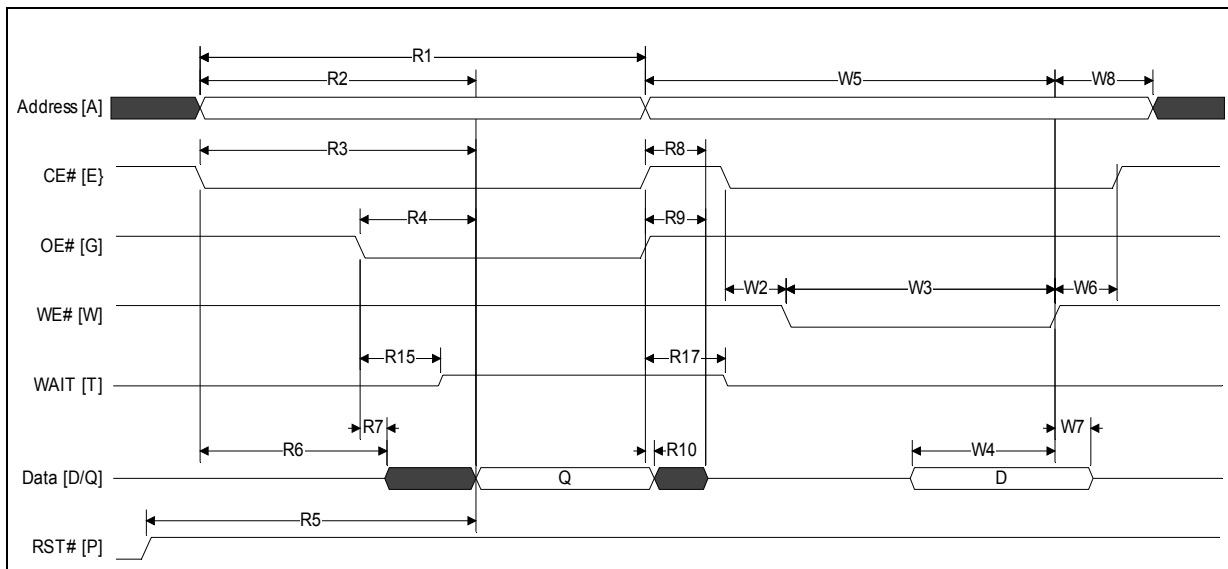 R1
R2
W5
W8
Address [A]
R3
R8
CE# [E}
R4
R9
OE# [G]
W2
W3
W6
WE# [W]
R15
R17
WAIT [T]
R7
R6
R10
W4
W7
Data [D/Q]
Q
D
R5
RST# [P]